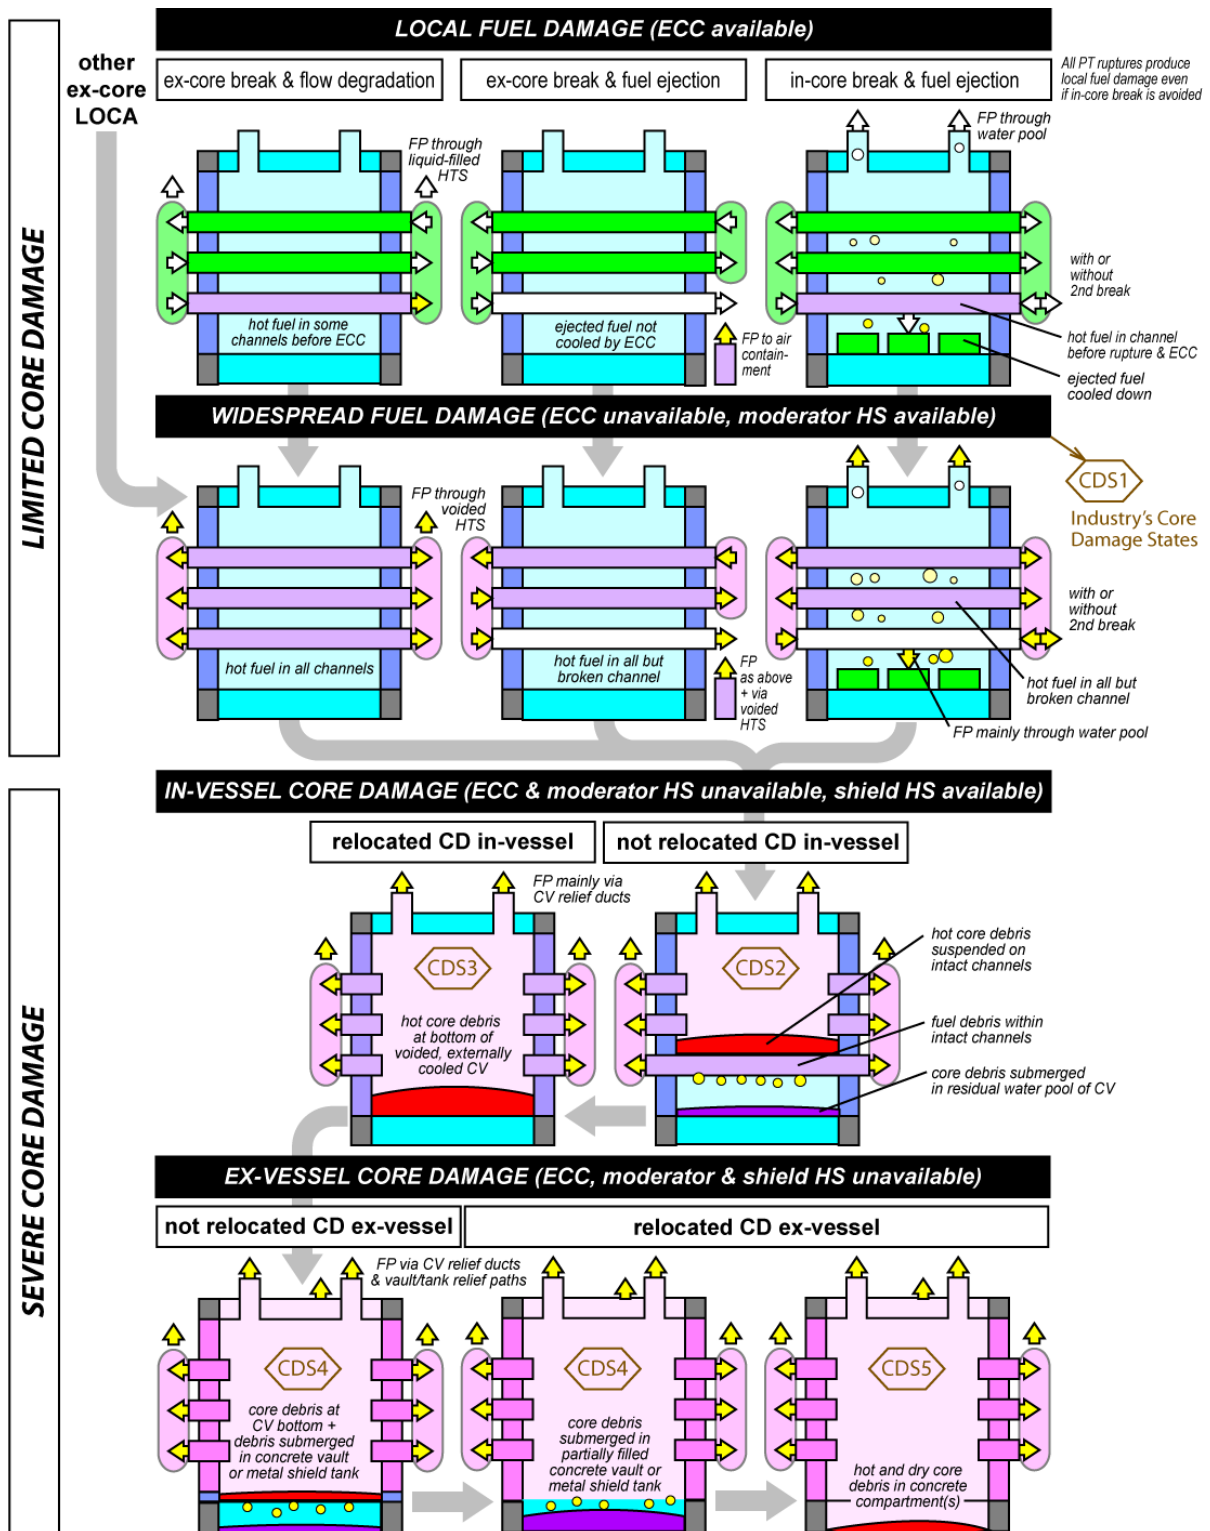 LIMITED CORE DAMAGE
SEVERE CORE DAMAGE
LOCAL FUEL DAMAGE (ECC available)
other
ex-core
LOCA
ex-core break & flow degradation
ex-core break & fuel ejection
in-core break & fuel ejection
All PT ruptures produce
local fuel damage even
if in-core break is avoided
FP through
liquid-filled
HTS
FP through
water pool
hot fuel in some
channels before ECC
ejected fuel not
cooled by ECC
FP to air
contain-
ment
with or
without
2nd break
hot fuel in channel
before rupture & ECC
ejected fuel
cooled down
WIDESPREAD FUEL DAMAGE (ECC unavailable, moderator HS available)
CDS1
Industry's Core
Damage States
FP through
voided
HTS
hot fuel in all channels
hot fuel in all but
broken channel
FP
as above
+ via
voided
HTS
with or
without
2nd break
hot fuel in all but
broken channel
FP mainly through water pool
IN-VESSEL CORE DAMAGE (ECC & moderator HS unavailable, shield HS available)
relocated CD in-vessel
not relocated CD in-vessel
FP mainly via
CV relief ducts
CDS3
hot core debris
at bottom of
voided, externally
cooled CV
CDS2
hot core debris
suspended on
intact channels
fuel debris within
intact channels
core debris submerged
in residual water pool of CV
EX-VESSEL CORE DAMAGE (ECC, moderator & shield HS unavailable)
not relocated CD ex-vessel
relocated CD ex-vessel
FP via CV relief ducts
& vault/tank relief paths
CDS4
core debris at
CV bottom +
debris submerged
in concrete vault
or metal shield tank
CDS4
core debris
submerged in
partially filled
concrete vault or
metal shield tank
CDS5
hot and dry core
debris in concrete
compartment(s)